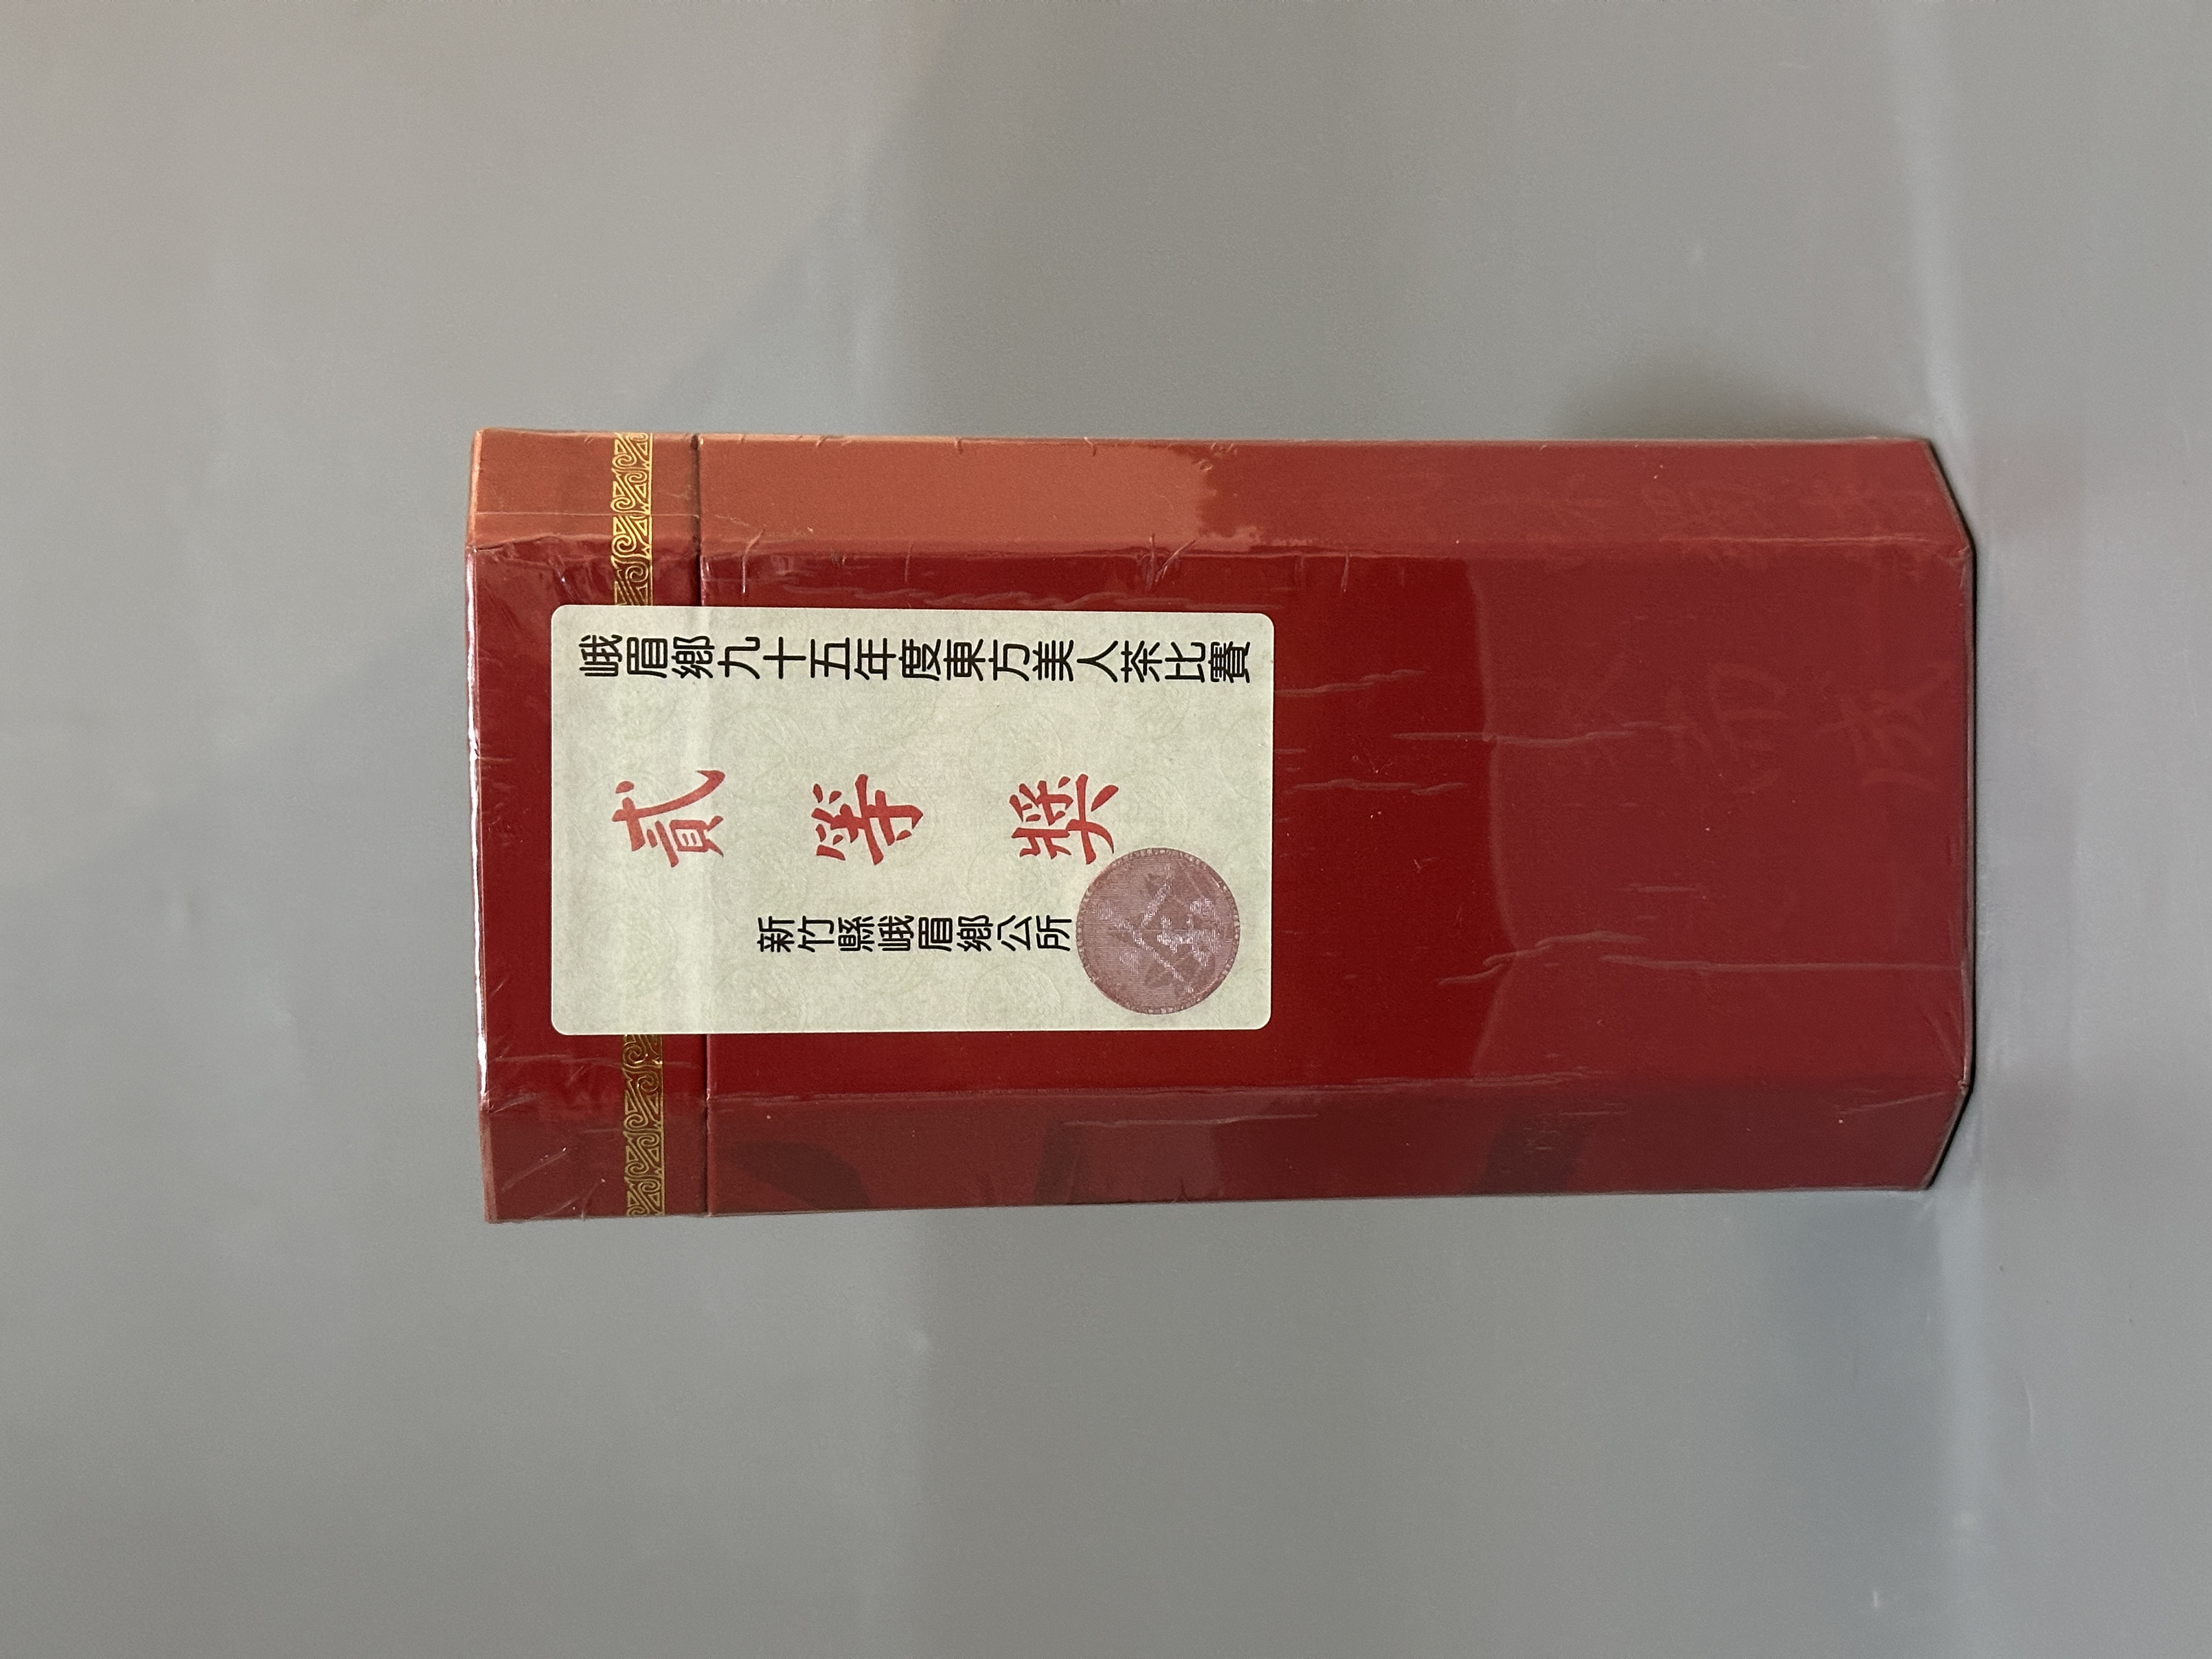 峨眉鄉九十五年度東方美人茶比賽
貳等獎
新竹縣峨眉鄉公所